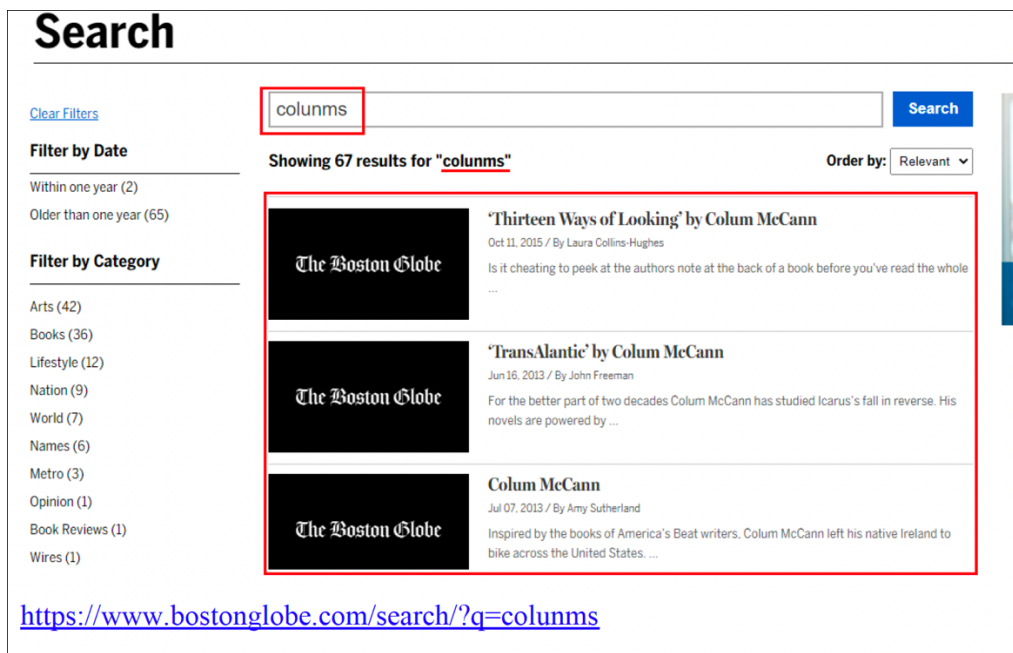 Search
Clear Filters
Filter by Date
Within one year (2)
Older than one year (65)
Filter by Category
Arts (42)
Books (36)
Lifestyle (12)
Nation (9)
World (7)
Names (6)
Metro (3)
Opinion (1)
Book Reviews (1)
Wires (1)
colunms
Search
Showing 67 results for "colunms"
Order by: Relevant
The Boston Globe
‘Thirteen Ways of Looking’ by Colum McCann
Oct 11, 2015 / By Laura Collins-Hughes
Is it cheating to peek at the authors note at the back of a book before you've read the whole
...
The Boston Globe
‘TransAlantic’ by Colum McCann
Jun 16, 2013 / By John Freeman
For the better part of two decades Colum McCann has studied Icarus's fall in reverse. His
novels are powered by ...
The Boston Globe
Colum McCann
Jul 07, 2013 / By Amy Sutherland
Inspired by the books of America's Beat writers, Colum McCann left his native Ireland to
bike across the United States. ...
https://www.bostonglobe.com/search/?q=colunms